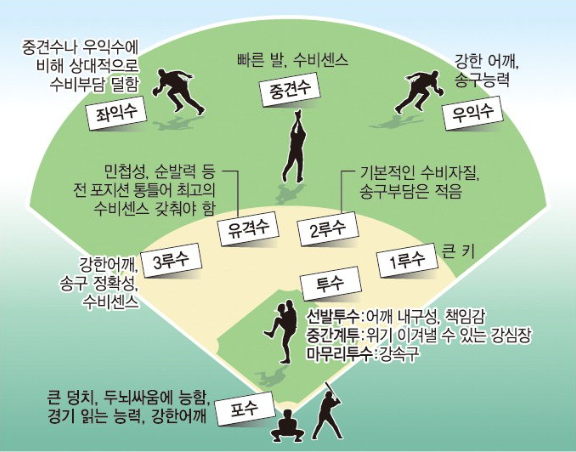 중견수나 우익수에
비해 상대적으로
수비부담 덜함
좌익수
빠른 발, 수비센스
중견수
강한 어깨,
송구능력
우익수
민첩성, 순발력 등
전 포지션 통틀어 최고의
수비센스 갖춰야 함
유격수
기본적인 수비자질,
송구부담은 적음
2루수
강한어깨,
송구 정확성,
수비센스
3루수
큰 키
1루수
투수
선발투수:어깨 내구성, 책임감
중간계투:위기 이겨낼 수 있는 강심장
마무리투수:강속구
큰 덩치, 두뇌싸움에 능함,
경기 읽는 능력, 강한어깨
포수